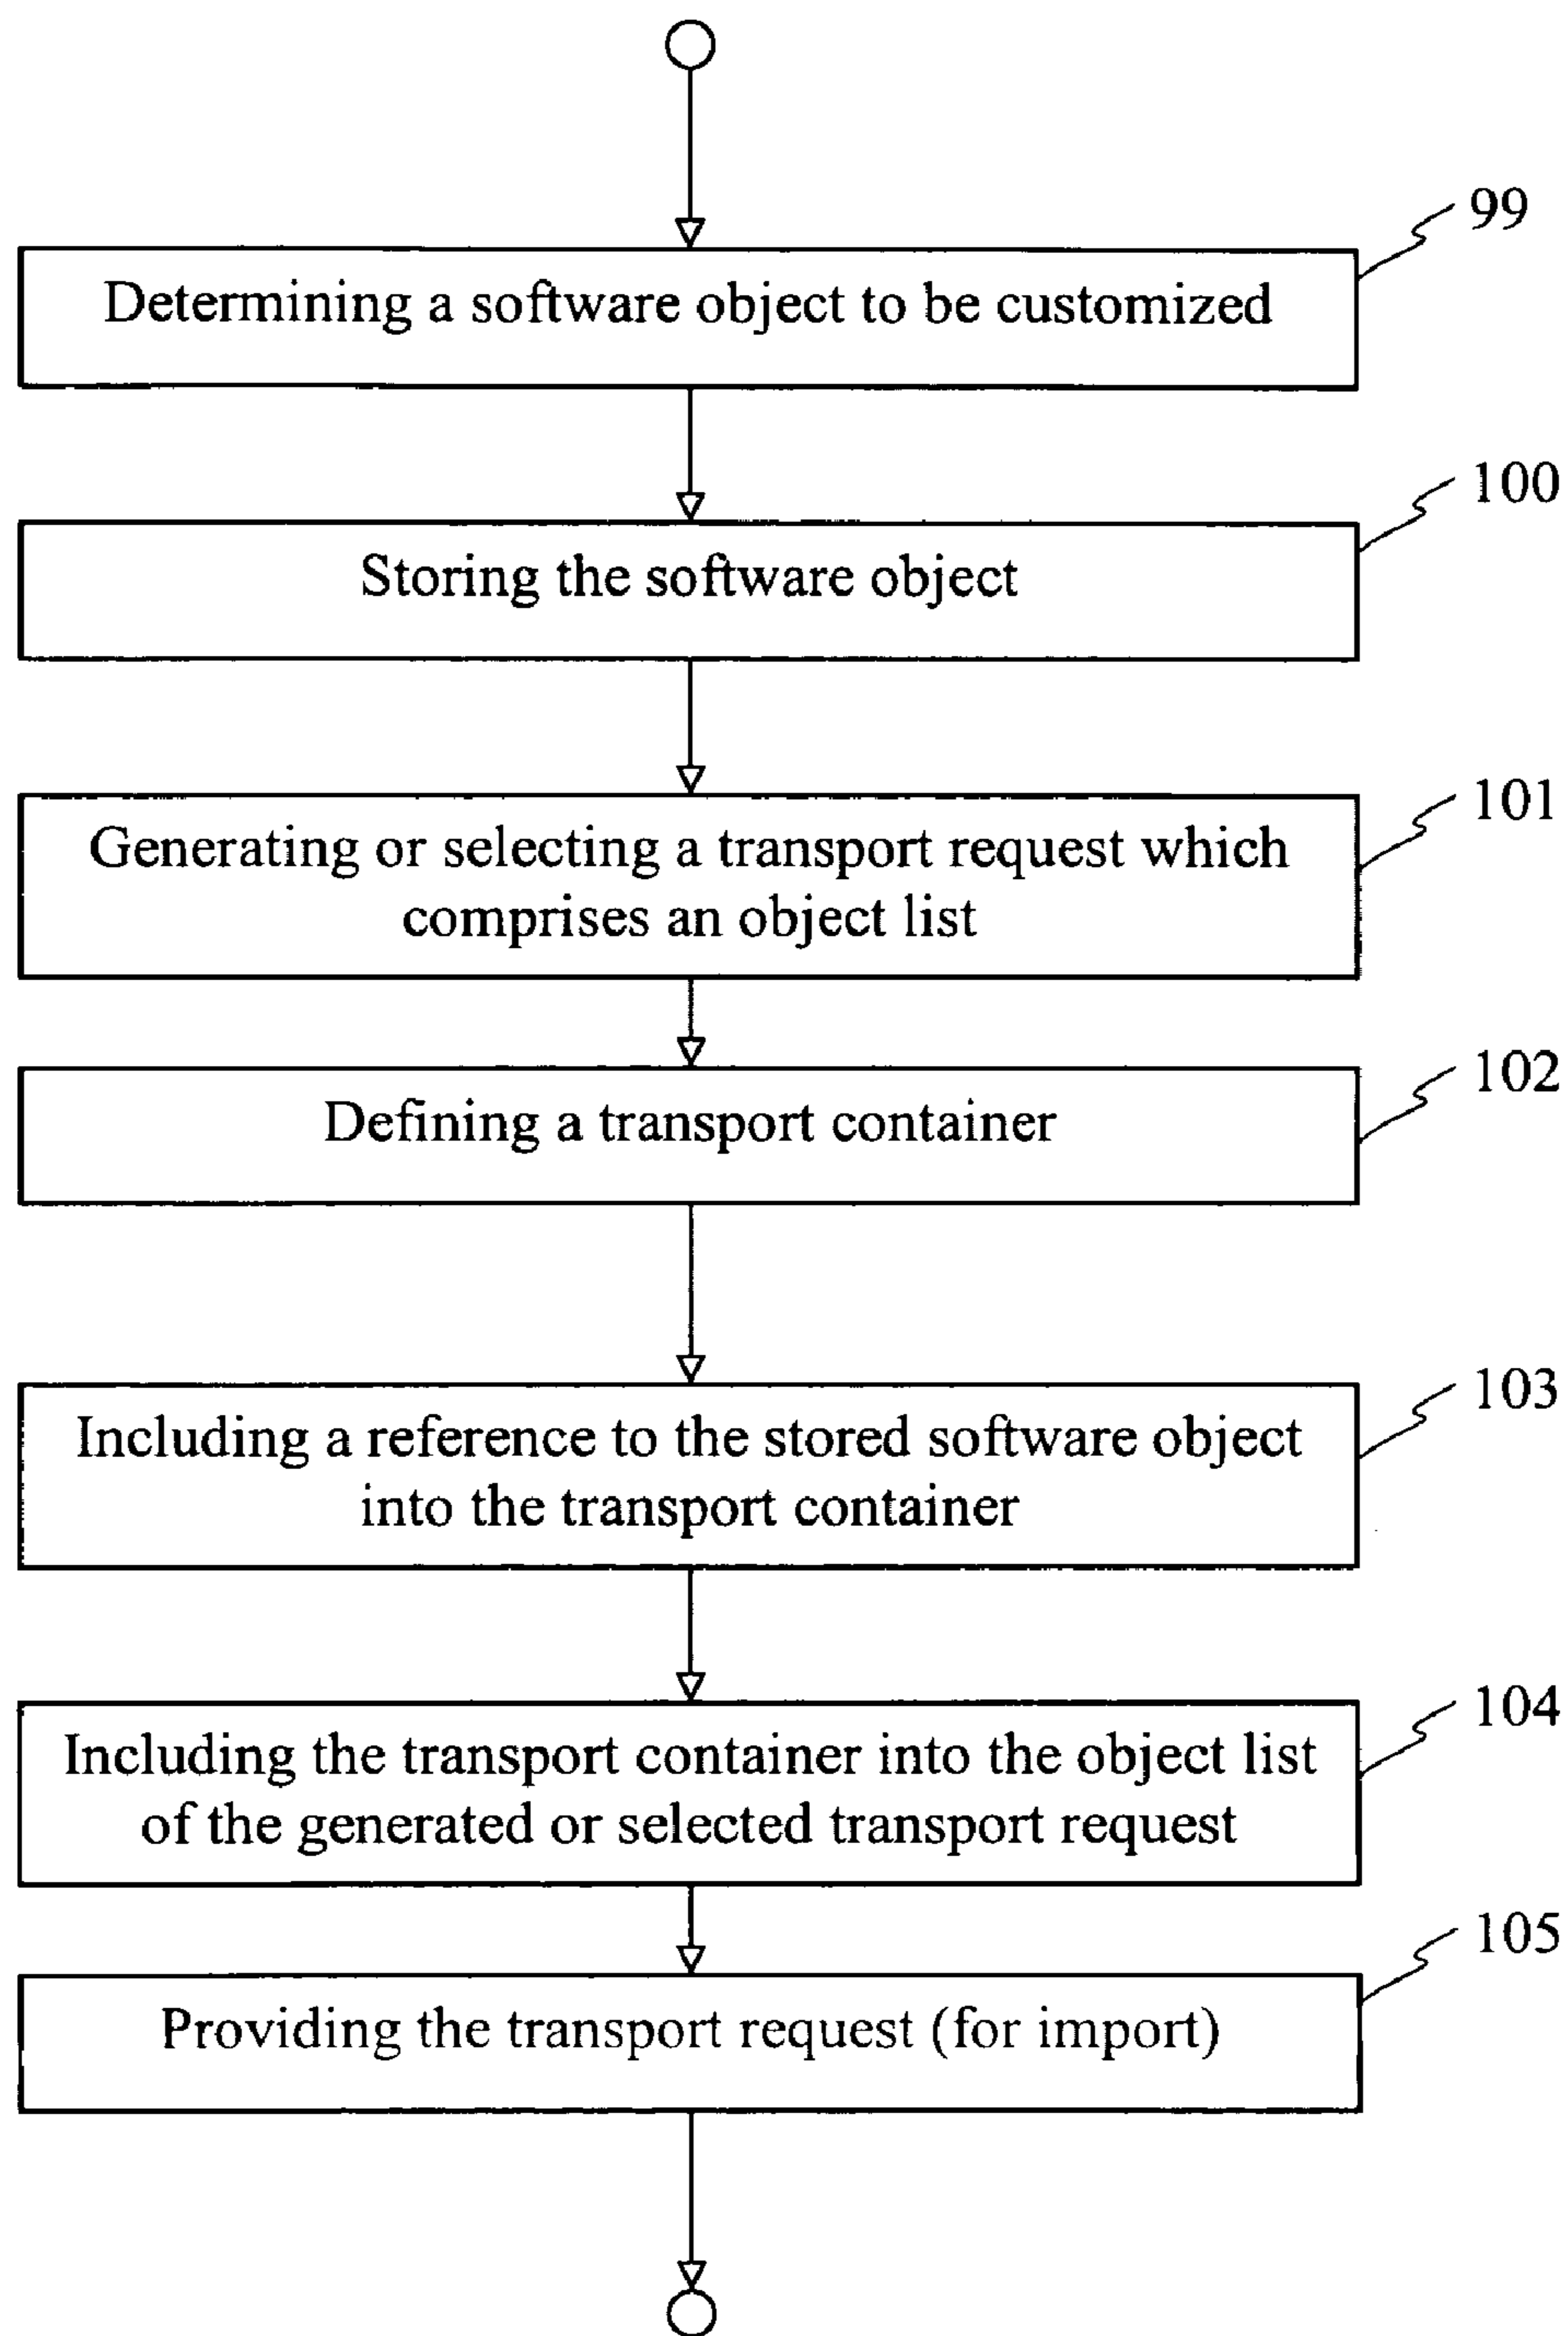 99
Determining a software object to be customized
100
Storing the software object
101
Generating or selecting a transport request which
comprises an object list
102
Defining a transport container
103
Including a reference to the stored software object
into the transport container
104
Including the transport container into the object list
of the generated or selected transport request
105
Providing the transport request (for import)